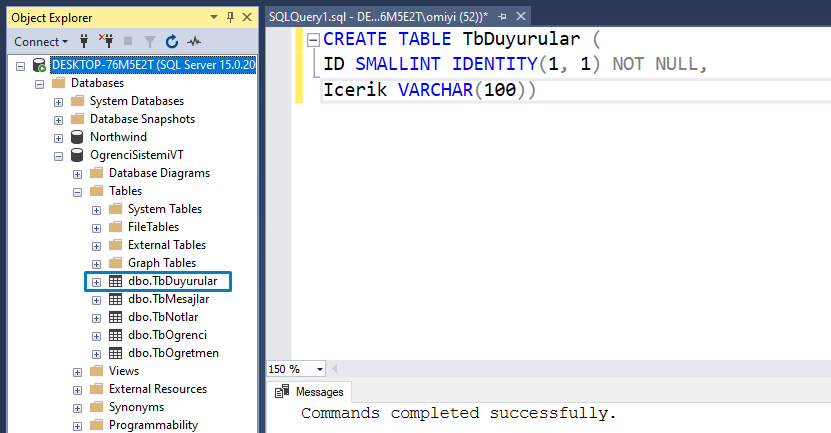 Object Explorer
Connect
DESKTOP-76M5E2T (SQL Server 15.0.20
Databases
System Databases
Database Snapshots
Northwind
OgrenciSistemiVT
Database Diagrams
Tables
System Tables
FileTables
External Tables
Graph Tables
dbo.TbDuyurular
dbo.TbMesajlar
dbo.TbNotlar
dbo.TbOgrenci
dbo.TbOgretmen
Views
External Resources
Synonyms
Programmability
SQLQuery1.sql - DE...6M5E2T\omiyi (52))*
CREATE TABLE TbDuyurular (
ID SMALLINT IDENTITY(1, 1) NOT NULL,
Icerik VARCHAR(100))
150 %
Messages
Commands completed successfully.